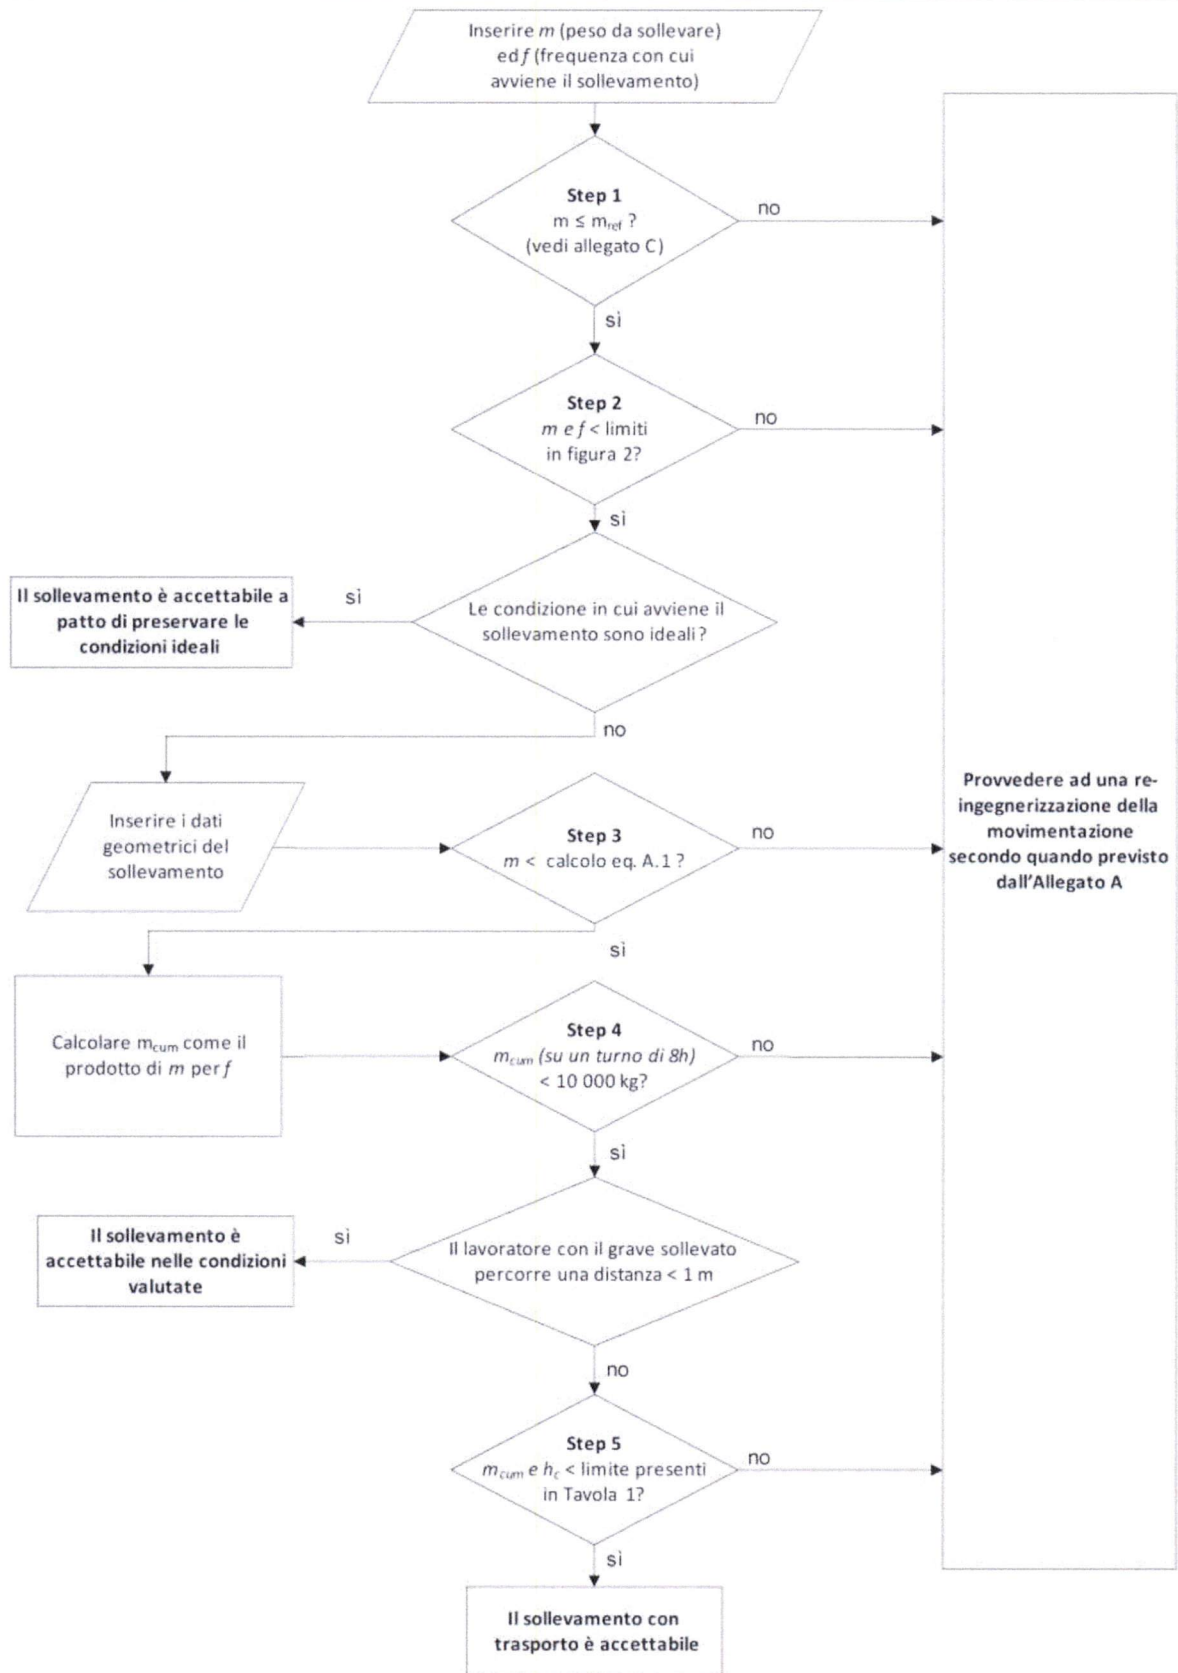 Inserire m (peso da sollevare)
ed f (frequenza con cui
avviene il sollevamento)
Step 1
m ≤ mref ?
(vedi allegato C)
no
sì
Step 2
m e f < limiti
in figura 2?
no
sì
Le condizione in cui avviene il
sollevamento sono ideali?
sì
Il sollevamento è accettabile a
patto di preservare le
condizioni ideali
no
Inserire i dati
geometrici del
sollevamento
Step 3
m < calcolo eq. A.1 ?
no
Provvedere ad una re-
ingegnerizzazione della
movimentazione
secondo quando previsto
dall'Allegato A
sì
Calcolare mcum come il
prodotto di m per f
Step 4
mcum (su un turno di 8h)
< 10 000 kg?
no
sì
Il lavoratore con il grave sollevato
percorre una distanza < 1 m
sì
Il sollevamento è
accettabile nelle condizioni
valutate
no
Step 5
mcum e hc < limite presenti
in Tavola 1?
no
sì
Il sollevamento con
trasporto è accettabile